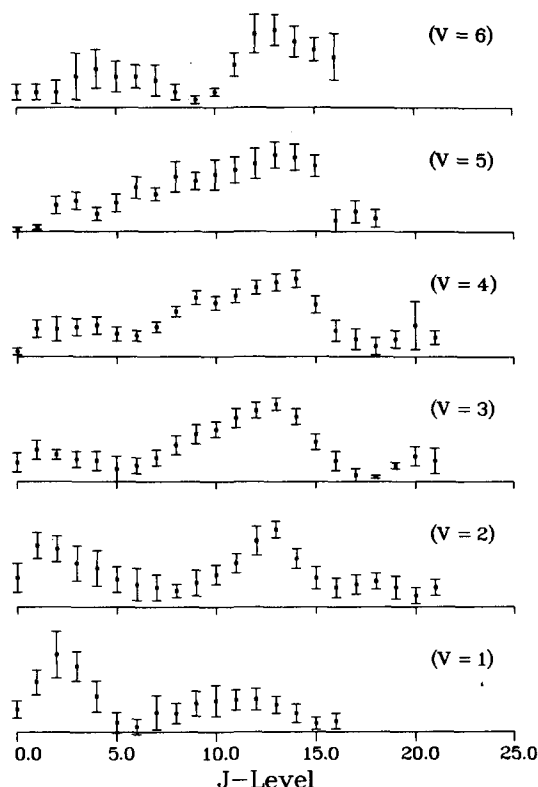 (V = 6)
(V = 5)
(V = 4)
(V = 3)
(V = 2)
(V = 1)
0.0 5.0 10.0 15.0 20.0 25.0
J-Level